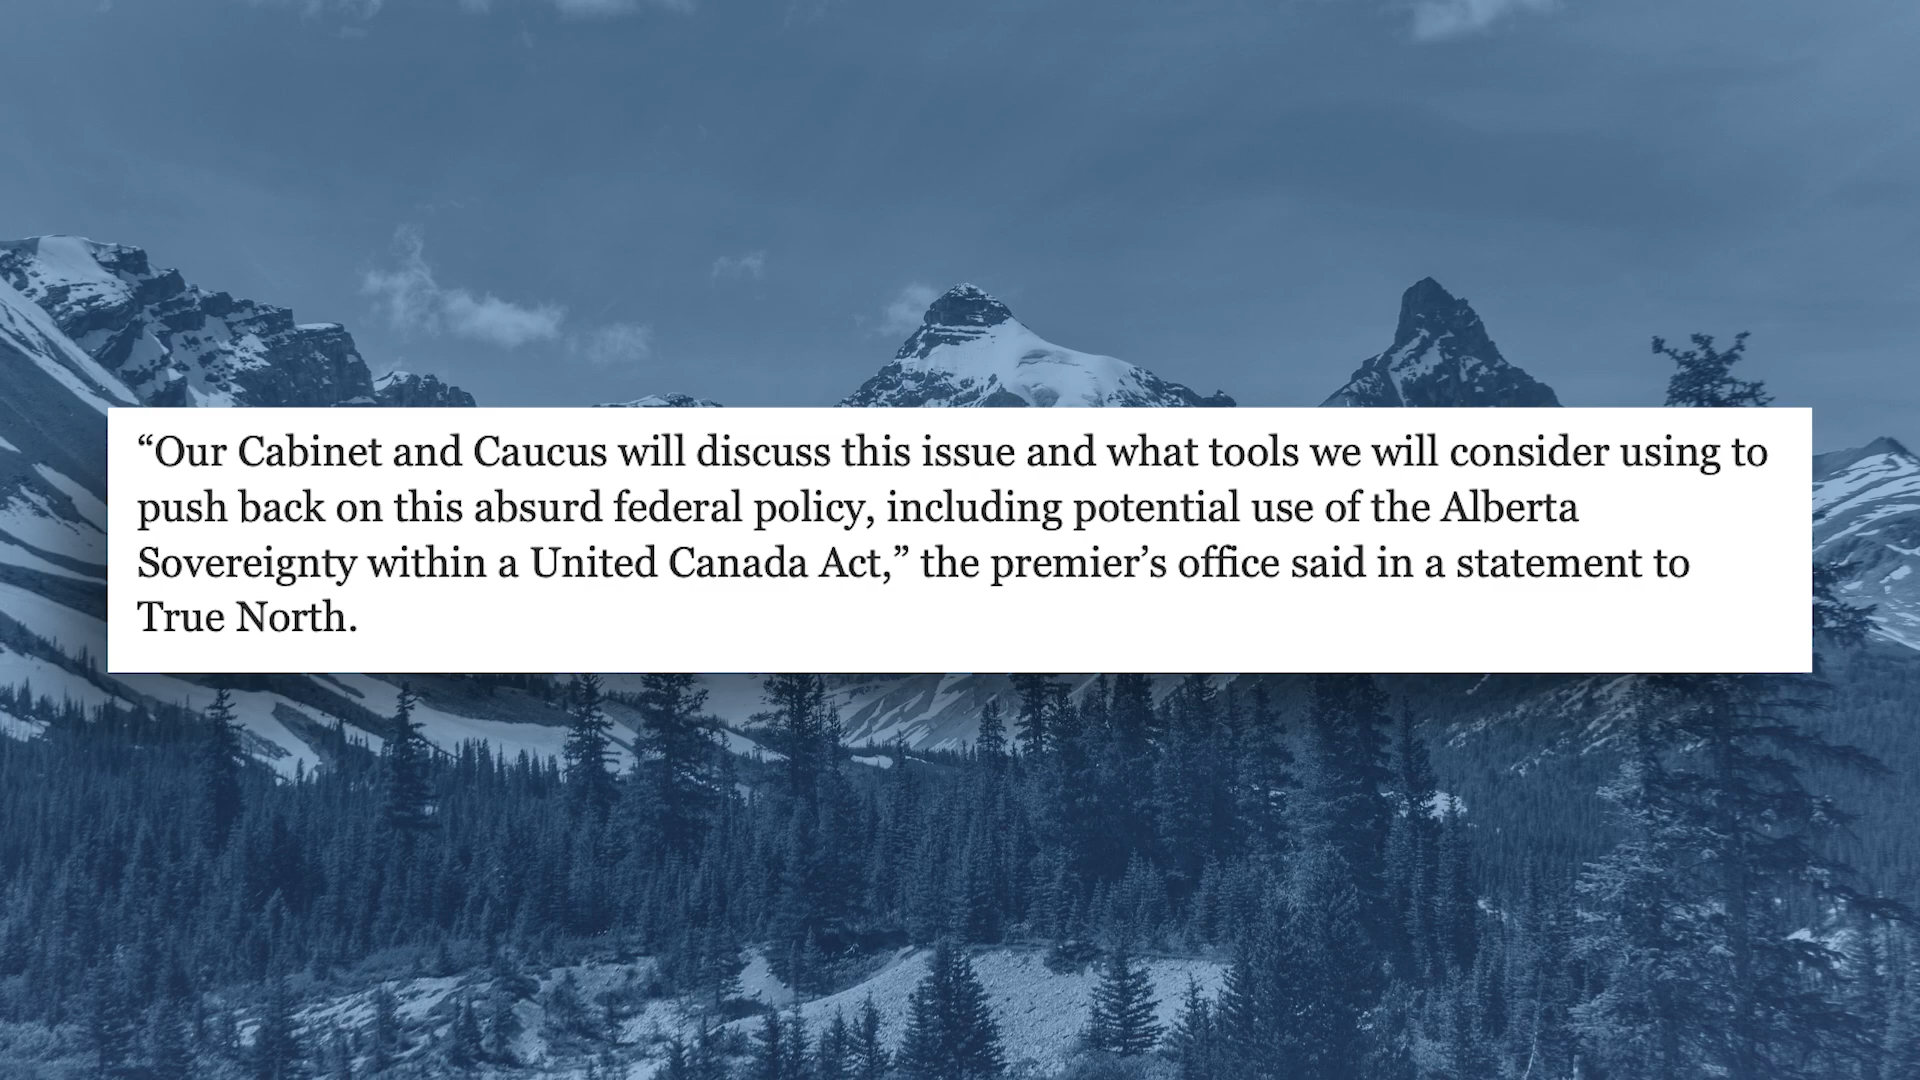 “Our Cabinet and Caucus will discuss this issue and what tools we will consider using to
push back on this absurd federal policy, including potential use of the Alberta
Sovereignty within a United Canada Act,” the premier’s office said in a statement to
True North.